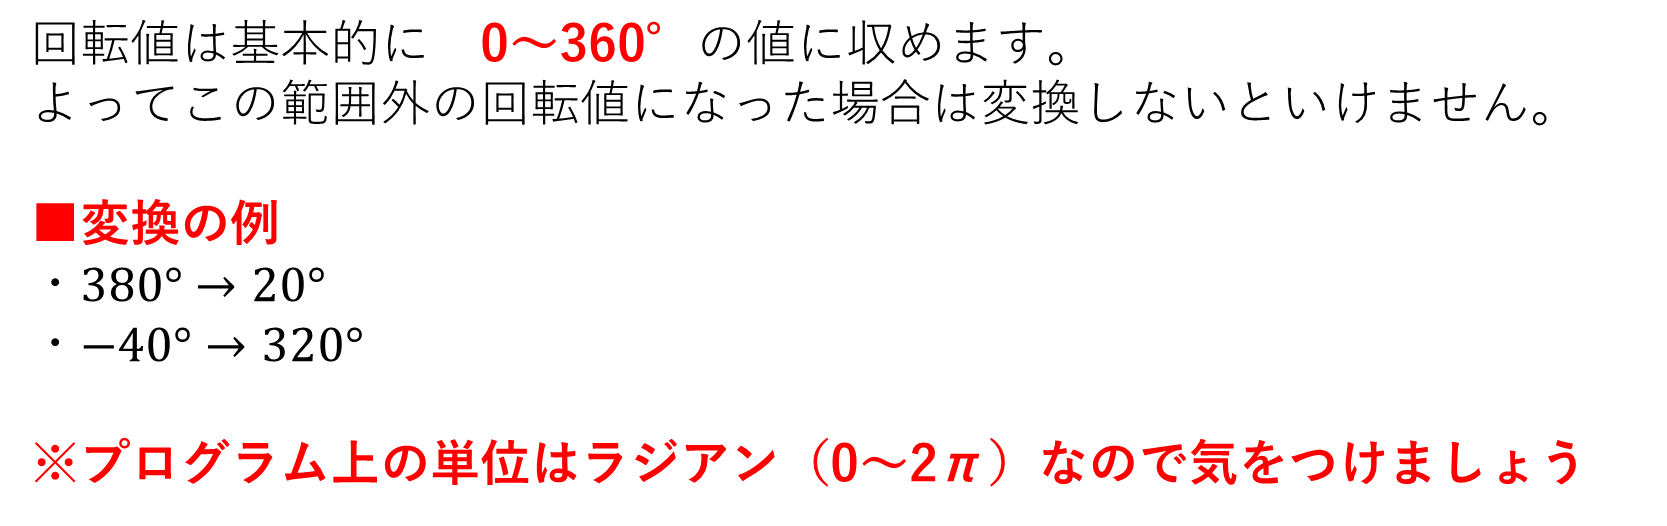 回転値は基本的に　0～360°の値に収めます。
よってこの範囲外の回転値になった場合は変換しないといけません。
■変換の例
・380° → 20°
・−40° → 320°
※プログラム上の単位はラジアン（0～2π）なので気をつけましょう